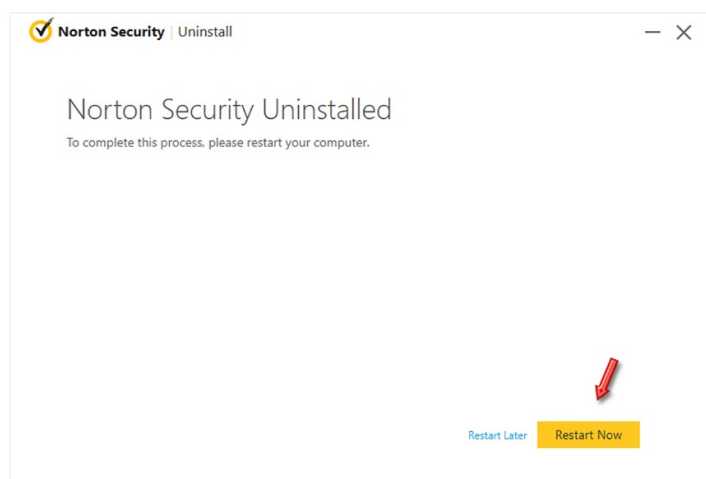 Norton Security | Uninstall
Norton Security Uninstalled
To complete this process, please restart your computer.
Restart Later
Restart Now